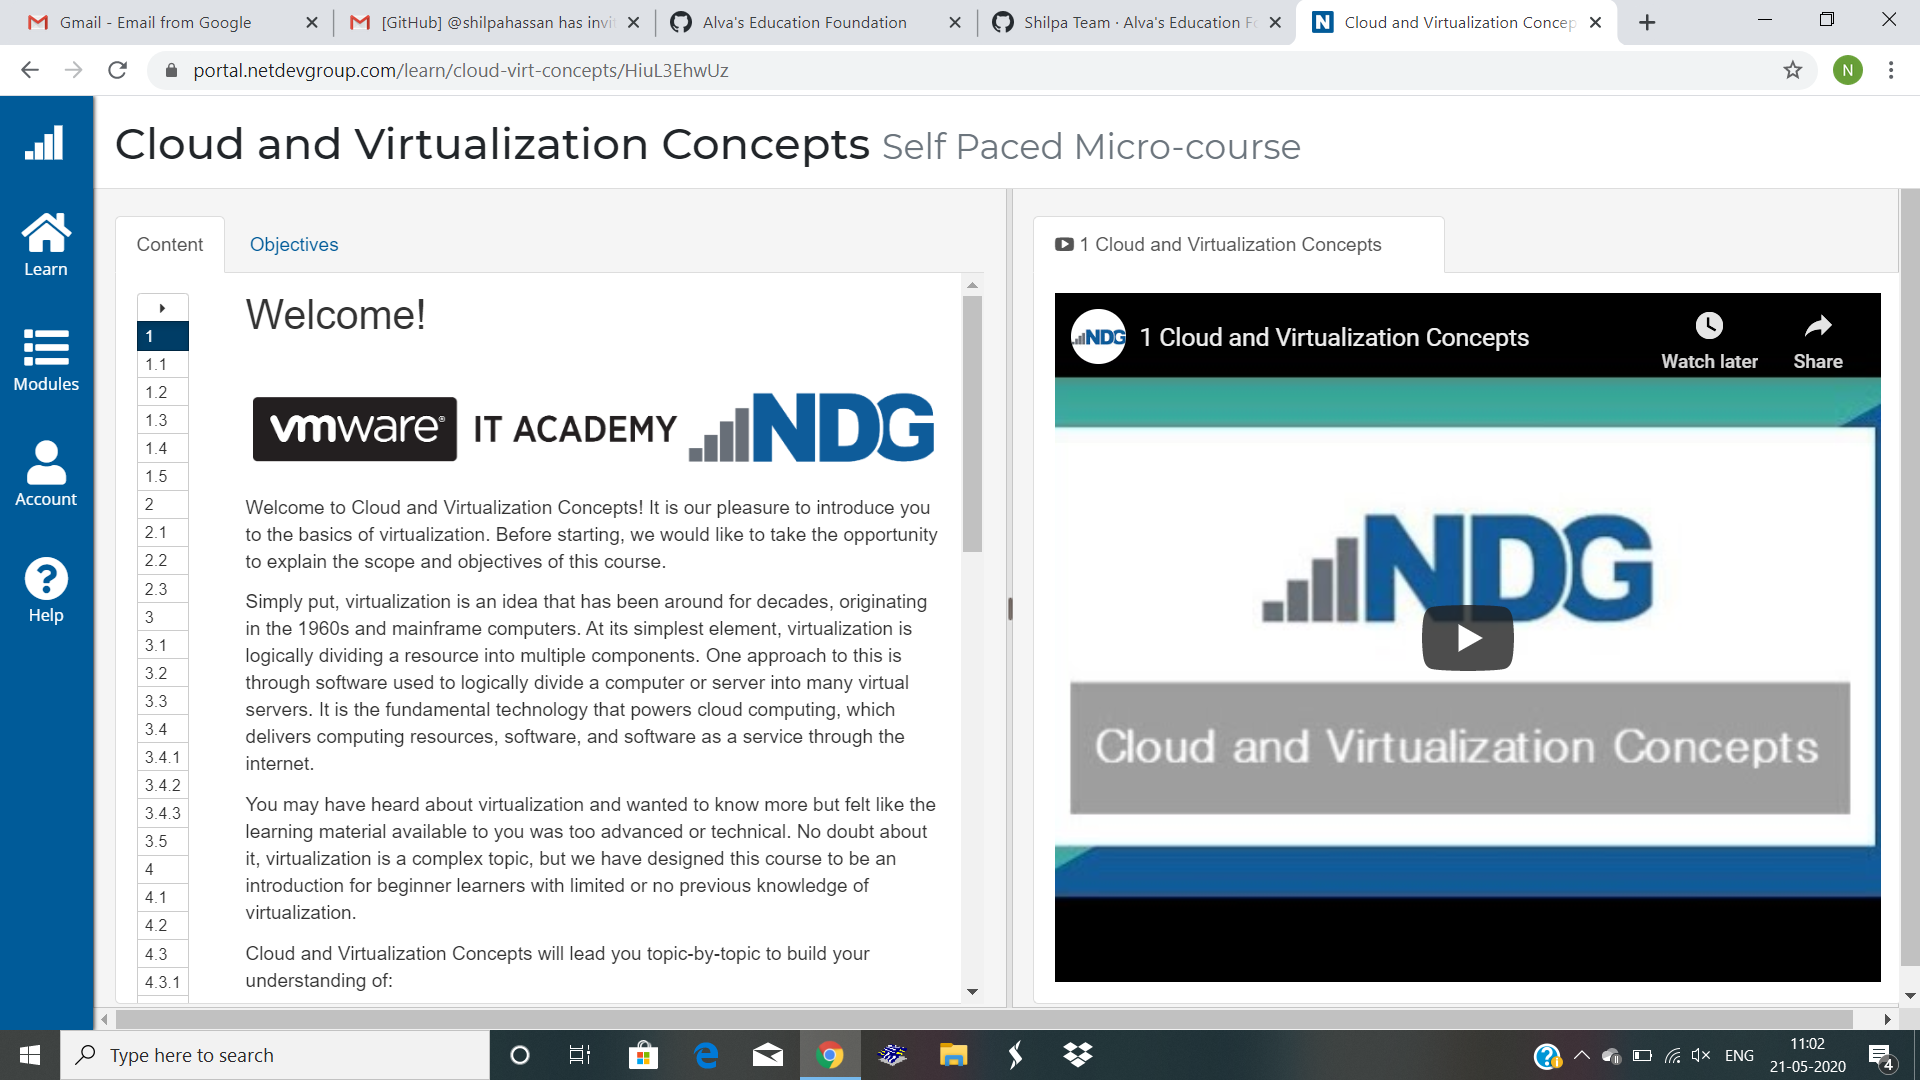 Gmail - Email from Google
[GitHub] @shilpahassan has invi
Alva's Education Foundation
Shilpa Team · Alva's Education F
Cloud and Virtualization Concep
portal.netdevgroup.com/learn/cloud-virt-concepts/HiuL3EhwUz
N
Cloud and Virtualization Concepts Self Paced Micro-course
Learn
Modules
Account
Help
Content
Objectives
1
1.1
1.2
1.3
1.4
1.5
2
2.1
2.2
2.3
3
3.1
3.2
3.3
3.4
3.4.1
3.4.2
3.4.3
3.5
4
4.1
4.2
4.3
4.3.1
Welcome!
vmware® IT ACADEMY NDG
Welcome to Cloud and Virtualization Concepts! It is our pleasure to introduce you
to the basics of virtualization. Before starting, we would like to take the opportunity
to explain the scope and objectives of this course.
Simply put, virtualization is an idea that has been around for decades, originating
in the 1960s and mainframe computers. At its simplest element, virtualization is
logically dividing a resource into multiple components. One approach to this is
through software used to logically divide a computer or server into many virtual
servers. It is the fundamental technology that powers cloud computing, which
delivers computing resources, software, and software as a service through the
internet.
You may have heard about virtualization and wanted to know more but felt like the
learning material available to you was too advanced or technical. No doubt about
it, virtualization is a complex topic, but we have designed this course to be an
introduction for beginner learners with limited or no previous knowledge of
virtualization.
Cloud and Virtualization Concepts will lead you topic-by-topic to build your
understanding of:
1 Cloud and Virtualization Concepts
NDG
1 Cloud and Virtualization Concepts
Watch later
Share
NDG
Cloud and Virtualization Concepts
Type here to search
ENG
11:02
21-05-2020
4